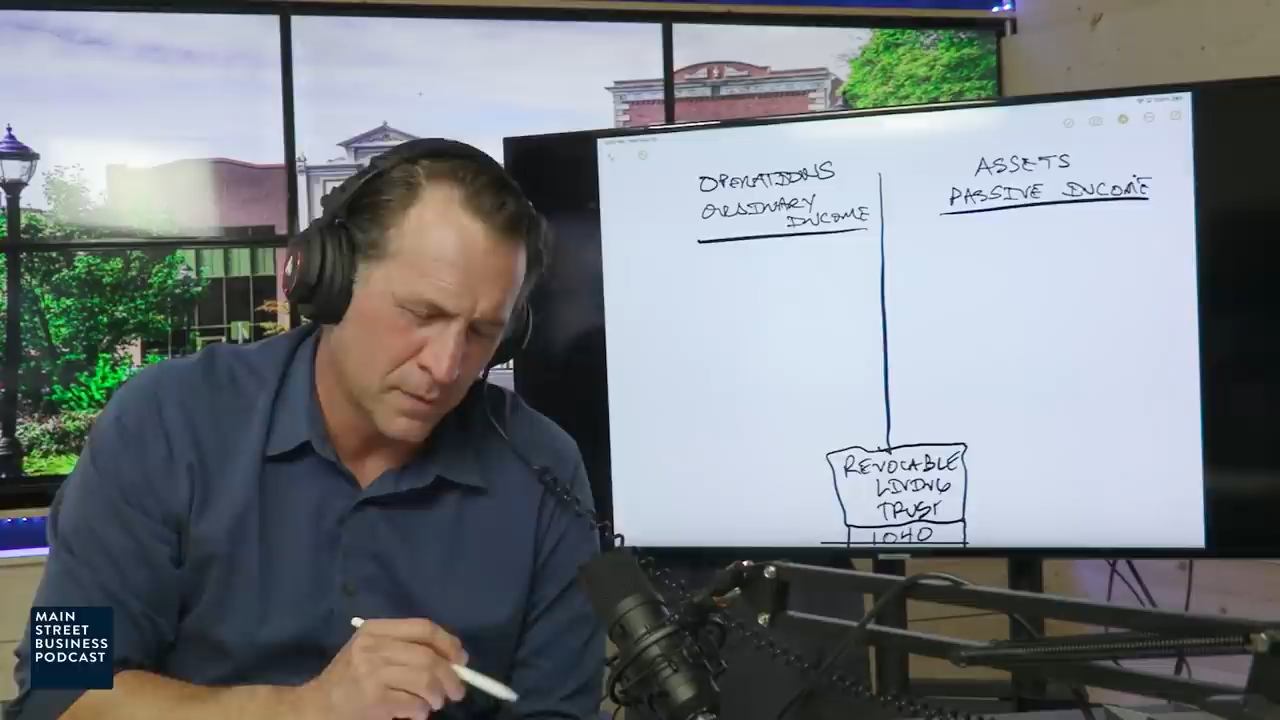 OPERATIONS
ORDINARY
INCOME
ASSETS
PASSIVE INCOME
REVOCABLE
LIVING
TRUST
1040
MAIN
STREET
BUSINESS
PODCAST